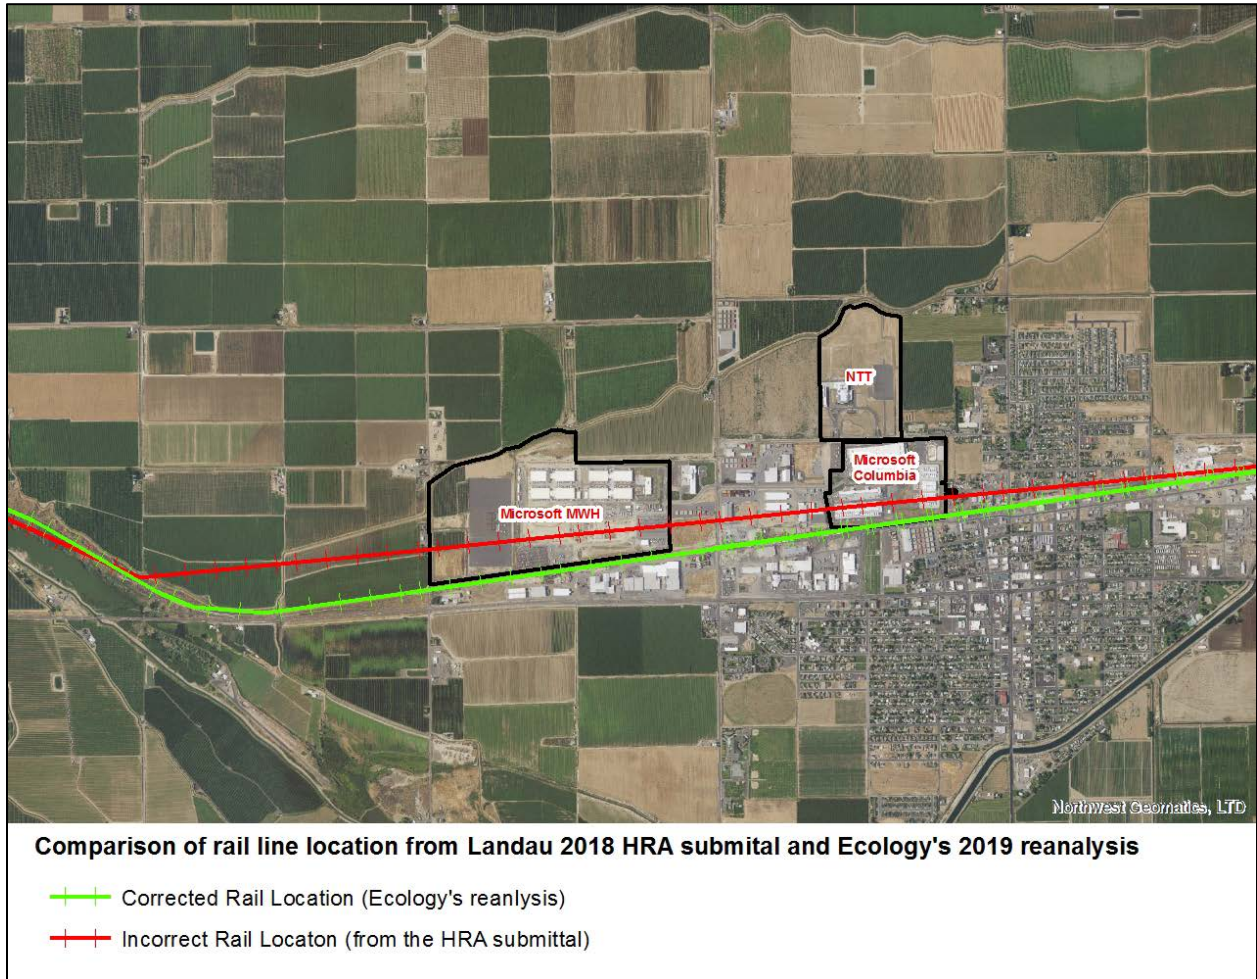 NTT
Microsoft
Columbia
Microsoft MWH
Northwest Geomatics, LTD
Comparison of rail line location from Landau 2018 HRA submital and Ecology's 2019 reanalysis
Corrected Rail Location (Ecology's reanlysis)
Incorrect Rail Locaton (from the HRA submittal)